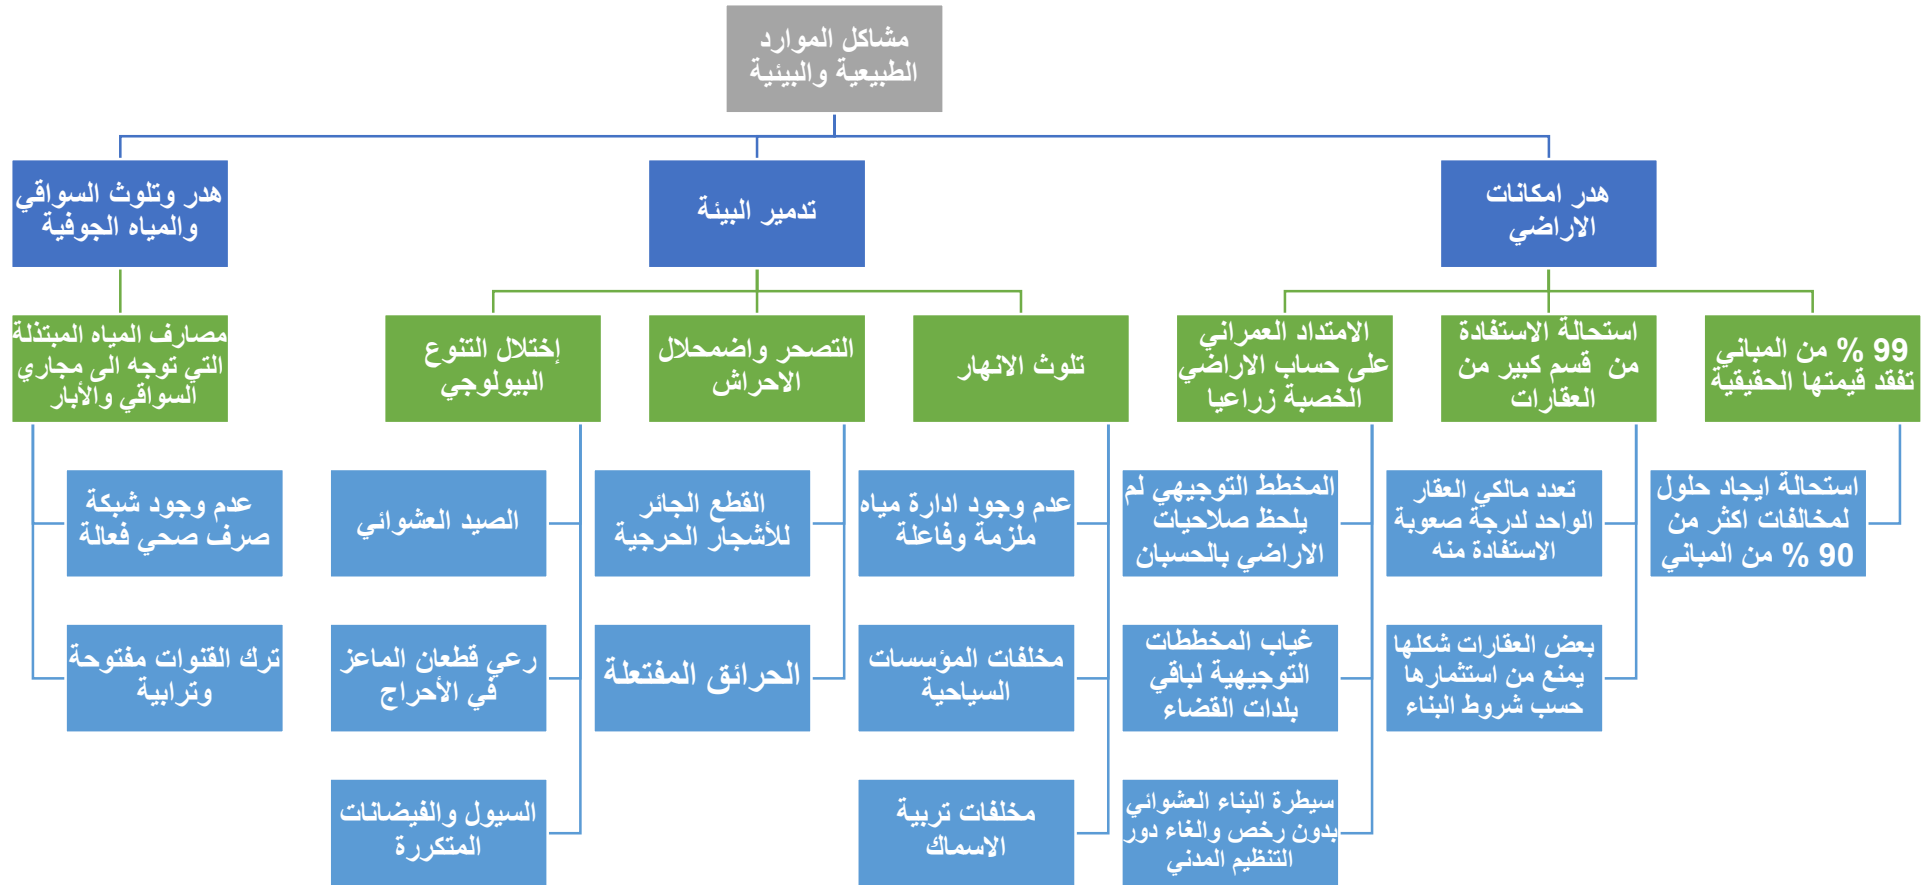 مشاكل الموارد
الطبيعية والبيئية
هدر امكانات
الاراضي
تدمير البيئة
هدر وتلوث السواقي
والمياه الجوفية
99 % من المباني
تفقد قيمتها الحقيقية
استحالة الاستفادة
من قسم كبير من
العقارات
الامتداد العمراني
على حساب الاراضي
الخصبة زراعيا
تلوث الانهار
التصحر واضمحلال
الاحراش
إختلال التنوع
البيولوجي
مصارف المياه المبتذلة
التي توجه الى مجاري
السواقي والأبار
استحالة ايجاد حلول
لمخالفات اكثر من
90 % من المباني
تعدد مالكي العقار
الواحد لدرجة صعوبة
الاستفادة منه
المخطط التوجيهي لم
يلحظ صلاحيات
الاراضي بالحسبان
عدم وجود ادارة مياه
ملزمة وفاعلة
القطع الجائر
للأشجار الحرجية
الصيد العشوائي
عدم وجود شبكة
صرف صحي فعالة
بعض العقارات شكلها
يمنع من استثمارها
حسب شروط البناء
غياب المخططات
التوجيهية لباقي
بلدات القضاء
مخلفات المؤسسات
السياحية
الحرائق المفتعلة
رعي قطعان الماعز
في الأحراج
ترك القنوات مفتوحة
وترابية
سيطرة البناء العشوائي
بدون رخص والغاء دور
التنظيم المدني
مخلفات تربية
الاسماك
السيول والفيضانات
المتكررة